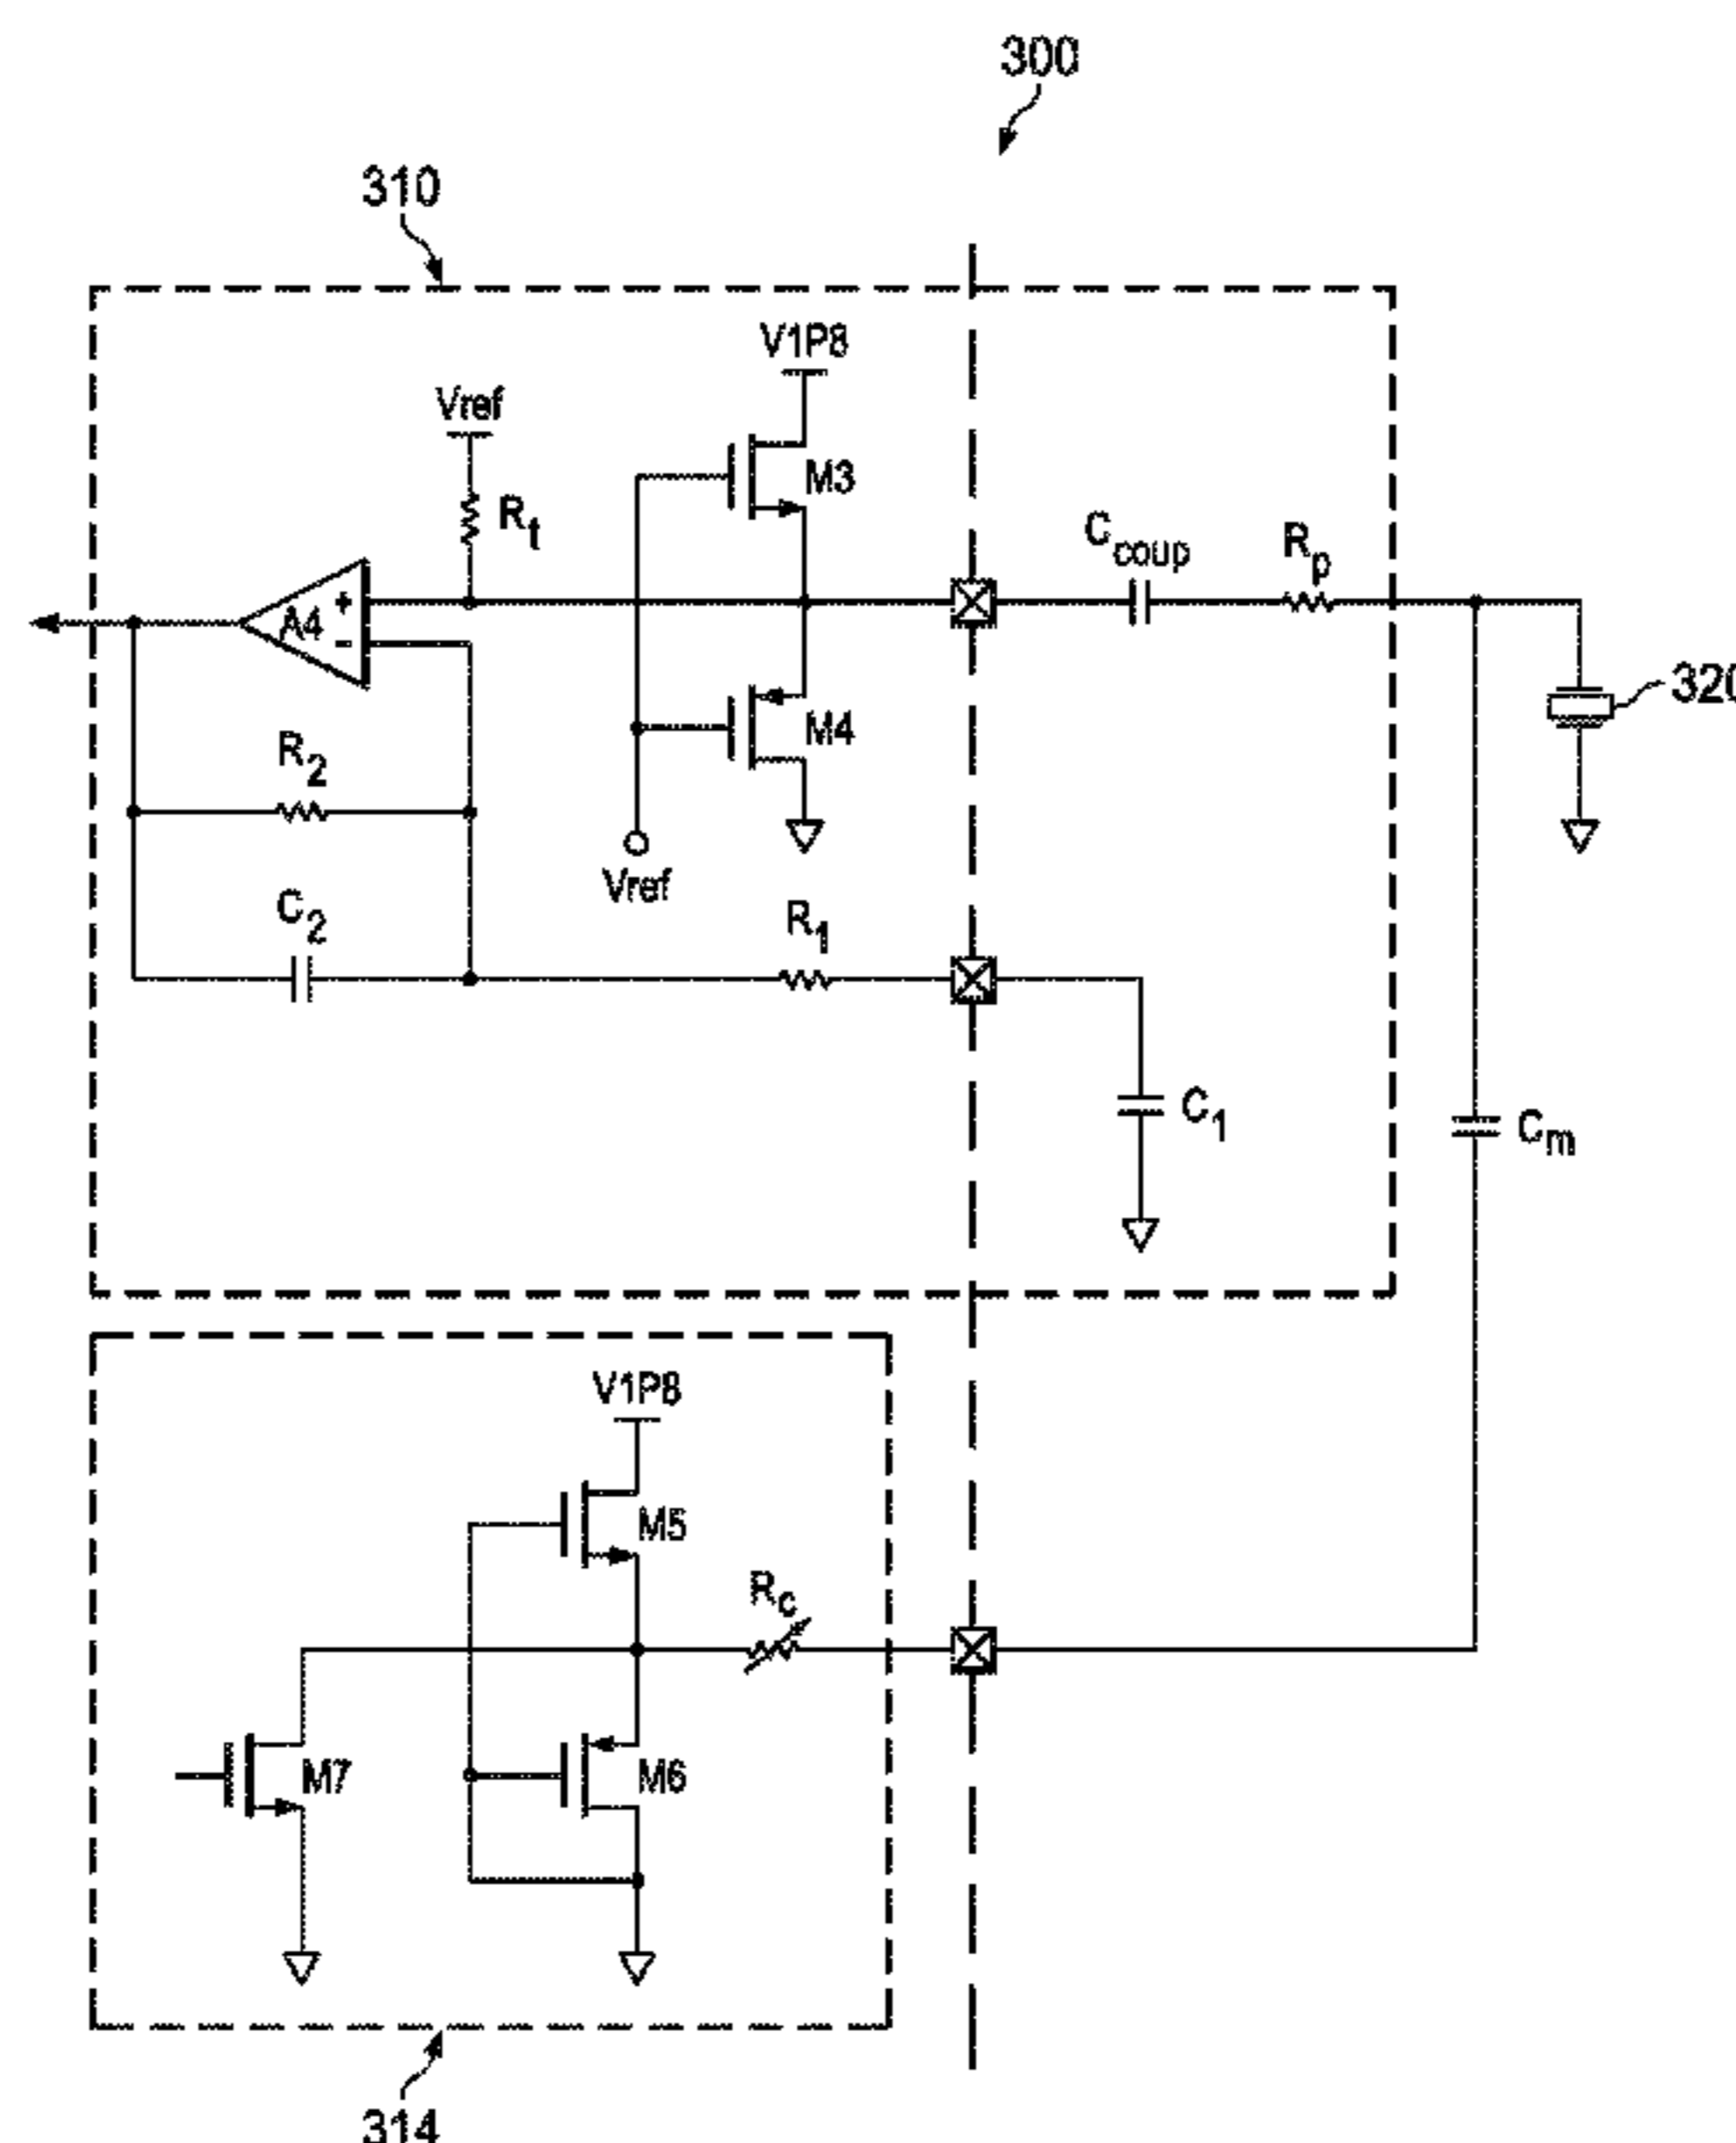 300
310
V1P8
Vref
M3
Rt
Ccoup
Rp
A4
+
-
320
M4
R2
Vref
C2
R1
C1
Cm
V1P8
M5
Rc
M7
M6
314